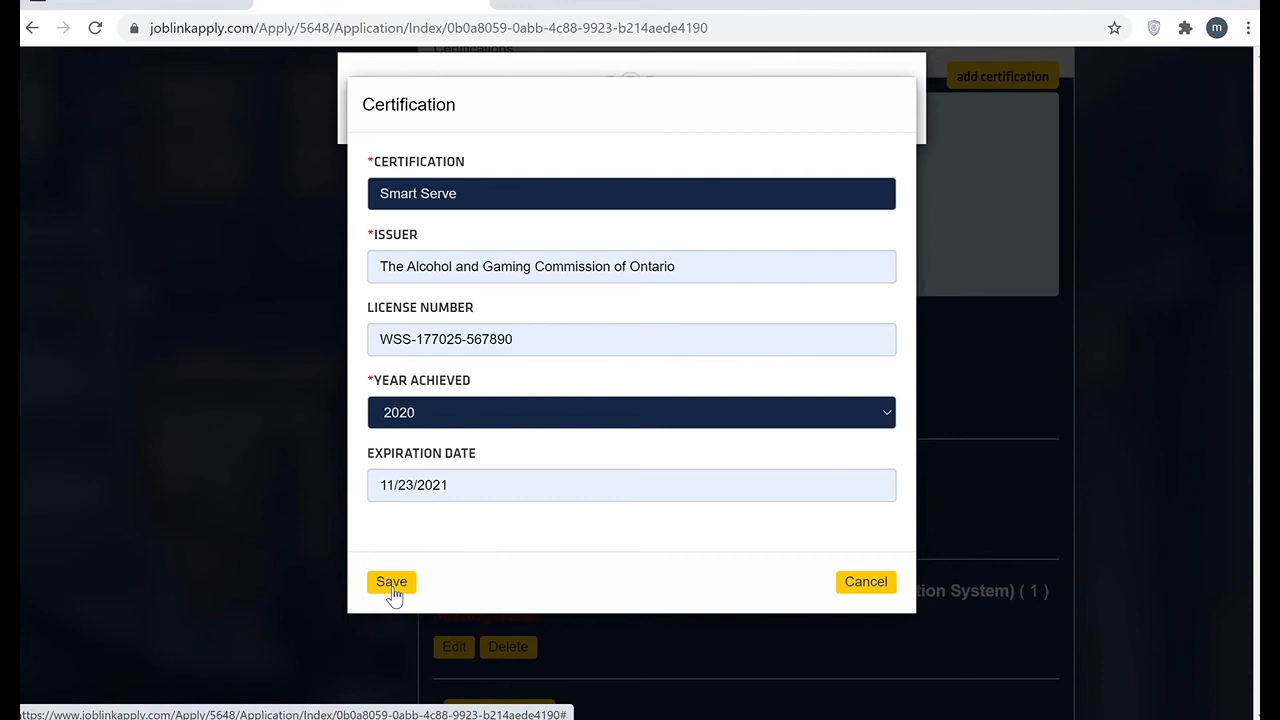 joblinkapply.com/Apply/5648/Application/Index/0b0a8059-0abb-4c88-9923-b214aede4190
m
Certifications
add certification
Certification
*CERTIFICATION
Smart Serve
*ISSUER
The Alcohol and Gaming Commission of Ontario
LICENSE NUMBER
WSS-177025-567890
*YEAR ACHIEVED
2020
EXPIRATION DATE
11/23/2021
Save
Cancel
tion System) ( 1 )
Edit
Delete
ttps://www.joblinkapply.com/Apply/5648/Application/Index/0b0a8059-0abb-4c88-9923-b214aede4190#